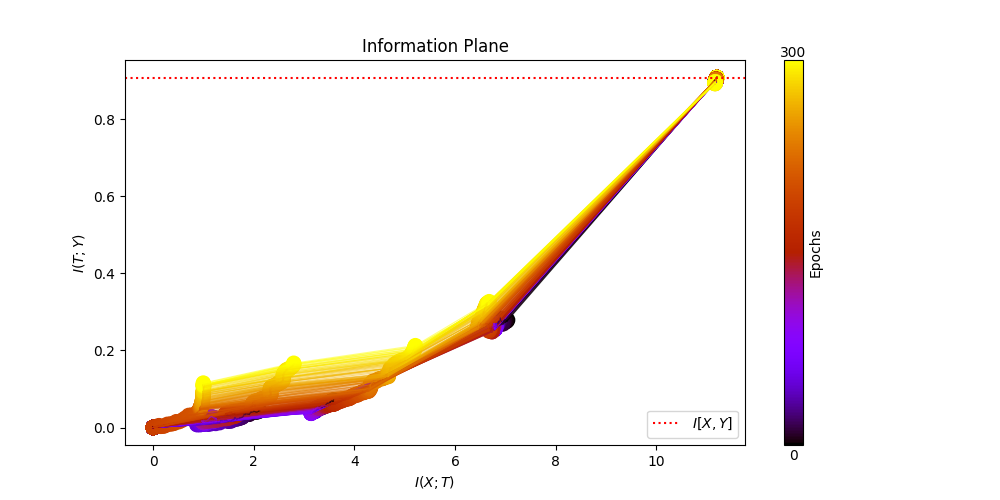 Information Plane
300
0.8
0.6
0.4
0.2
0.0
I(T; Y)
Epochs
I[X, Y]
0
0 2 4 6 8 10
I(X; T)